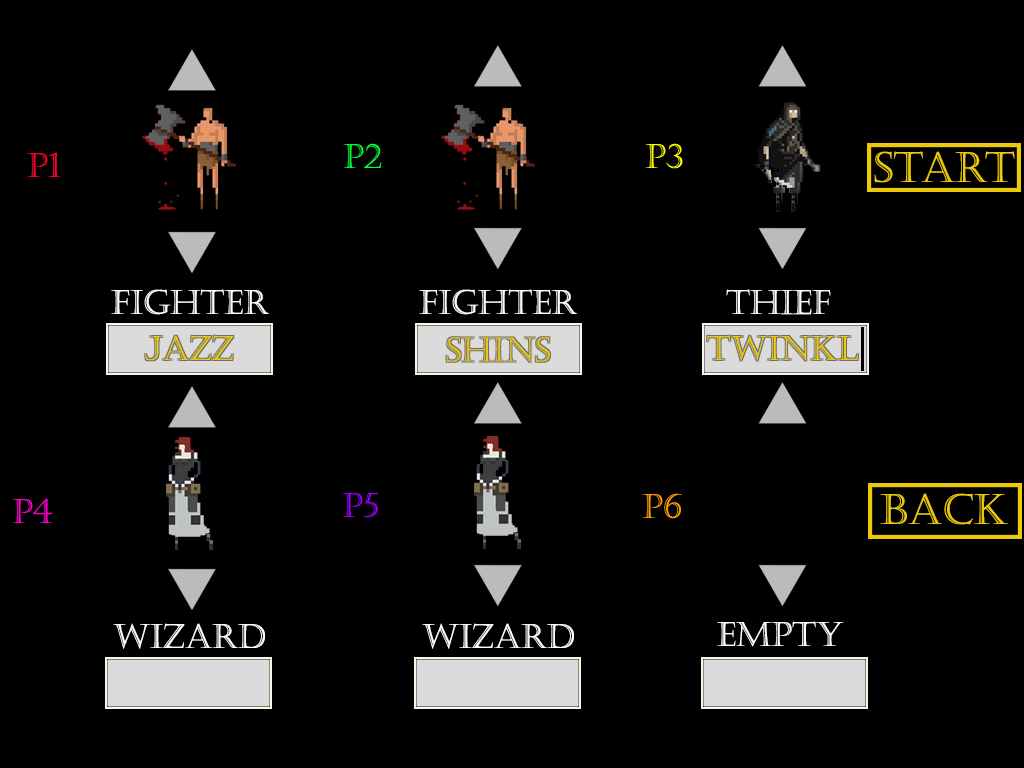 P1
P2
P3
START
FIGHTER
FIGHTER
THIEF
JAZZ
SHINS
TWINKL
P4
P5
P6
BACK
WIZARD
WIZARD
EMPTY